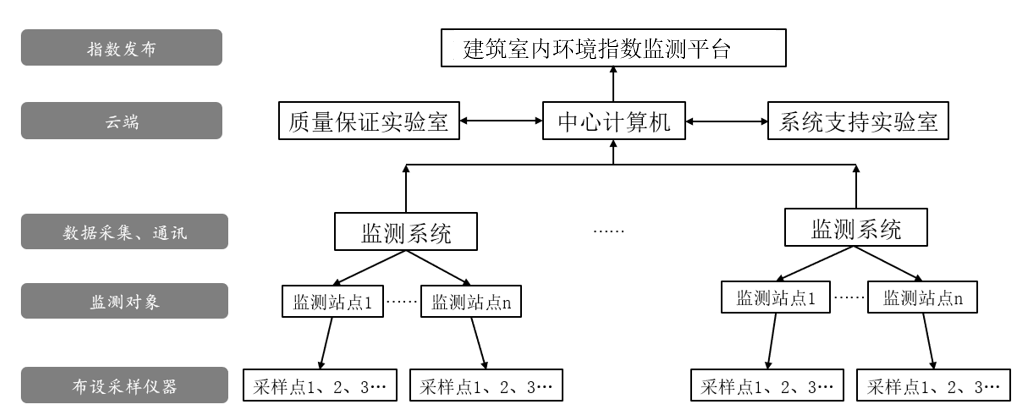 指数发布
建筑室内环境指数监测平台
云端
质量保证实验室
中心计算机
系统支持实验室
数据采集、通讯
监测系统
……
监测系统
监测对象
监测站点1
……
监测站点n
监测站点1
……
监测站点n
布设采样仪器
采样点1、2、3…
采样点1、2、3…
采样点1、2、3…
采样点1、2、3…